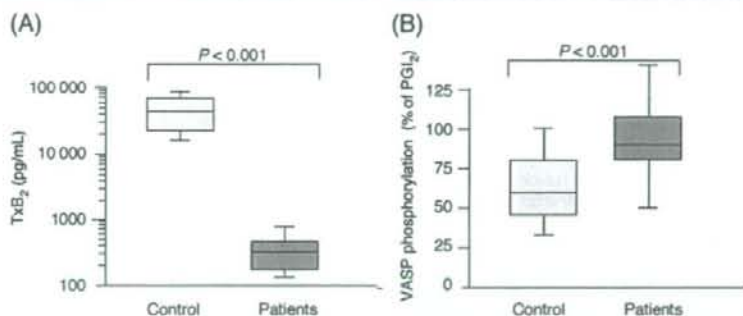 (A)
P < 0.001
100 000
10 000
1000
100
TxB₂ (pg/mL)
Control
Patients
(B)
P < 0.001
125
100
75
50
25
0
VASP phosphorylation (% of PGI₂)
Control
Patients